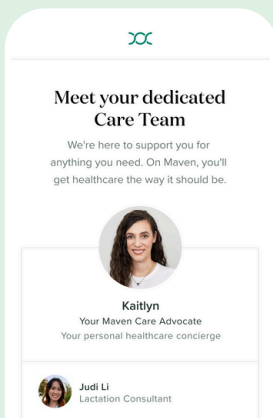 Meet your dedicated
Care Team
We're here to support you for
anything you need. On Maven, you'll
get healthcare the way it should be.
Kaitlyn
Your Maven Care Advocate
Your personal healthcare concierge
Judi Li
Lactation Consultant